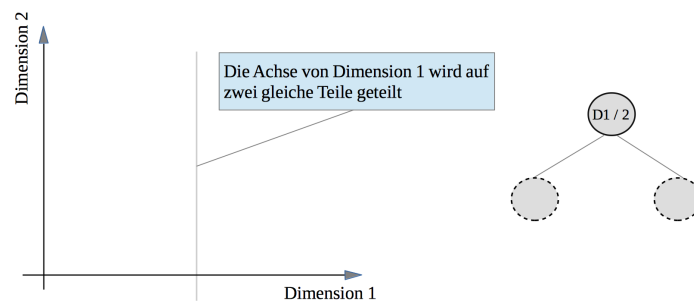 Dimension 2
Die Achse von Dimension 1 wird auf
zwei gleiche Teile geteilt
D1 / 2
Dimension 1